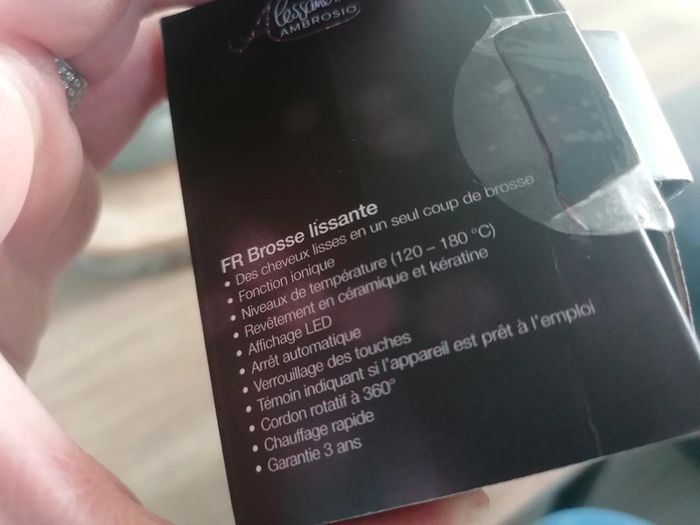 AMBROSIO
FR Brosse lissante
• Des cheveux lisses en un seul coup de brosse
• Fonction ionique
• Niveaux de température (120 – 180 °C)
• Revêtement en céramique et kératine
• Affichage LED
• Arrêt automatique
• Verrouillage des touches
• Témoin indiquant si l'appareil est prêt à l'emploi
• Cordon rotatif à 360°
• Chauffage rapide
• Garantie 3 ans